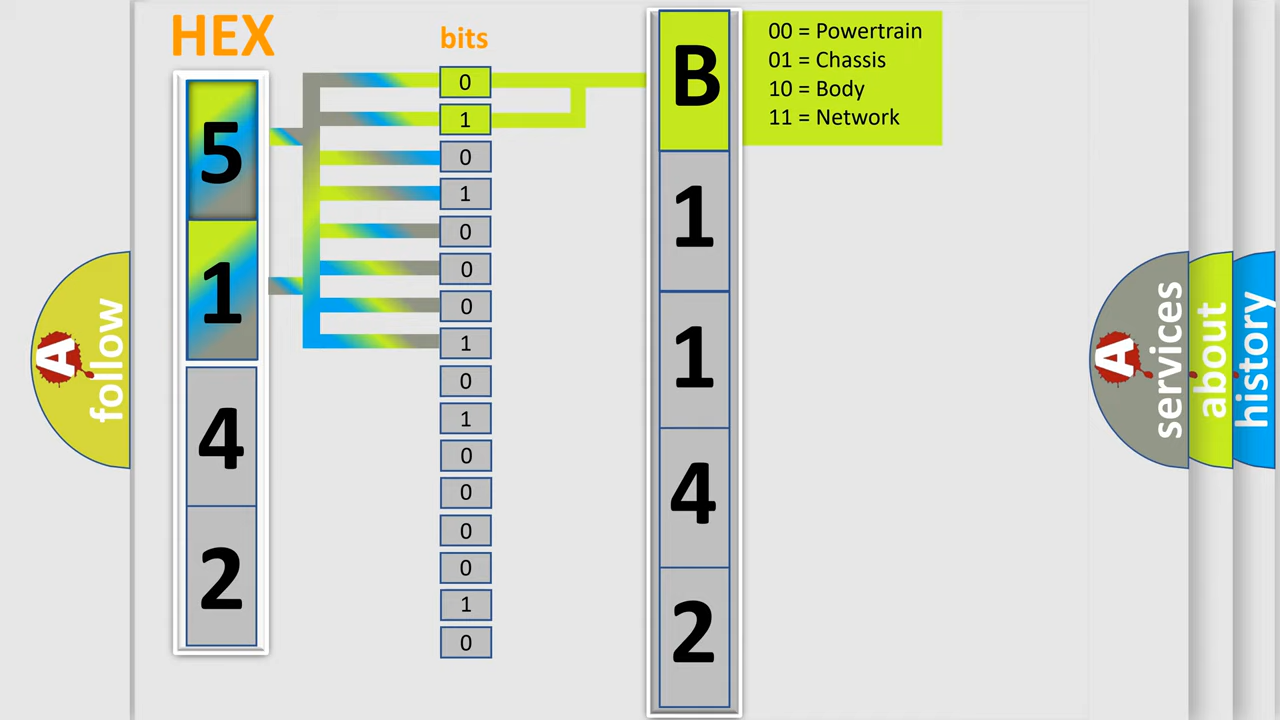 HEX
bits
5
1
4
2
0
1
0
1
0
0
0
1
0
1
0
0
0
0
1
0
B
1
1
4
2
00 = Powertrain
01 = Chassis
10 = Body
11 = Network
A follow
A services
about
history